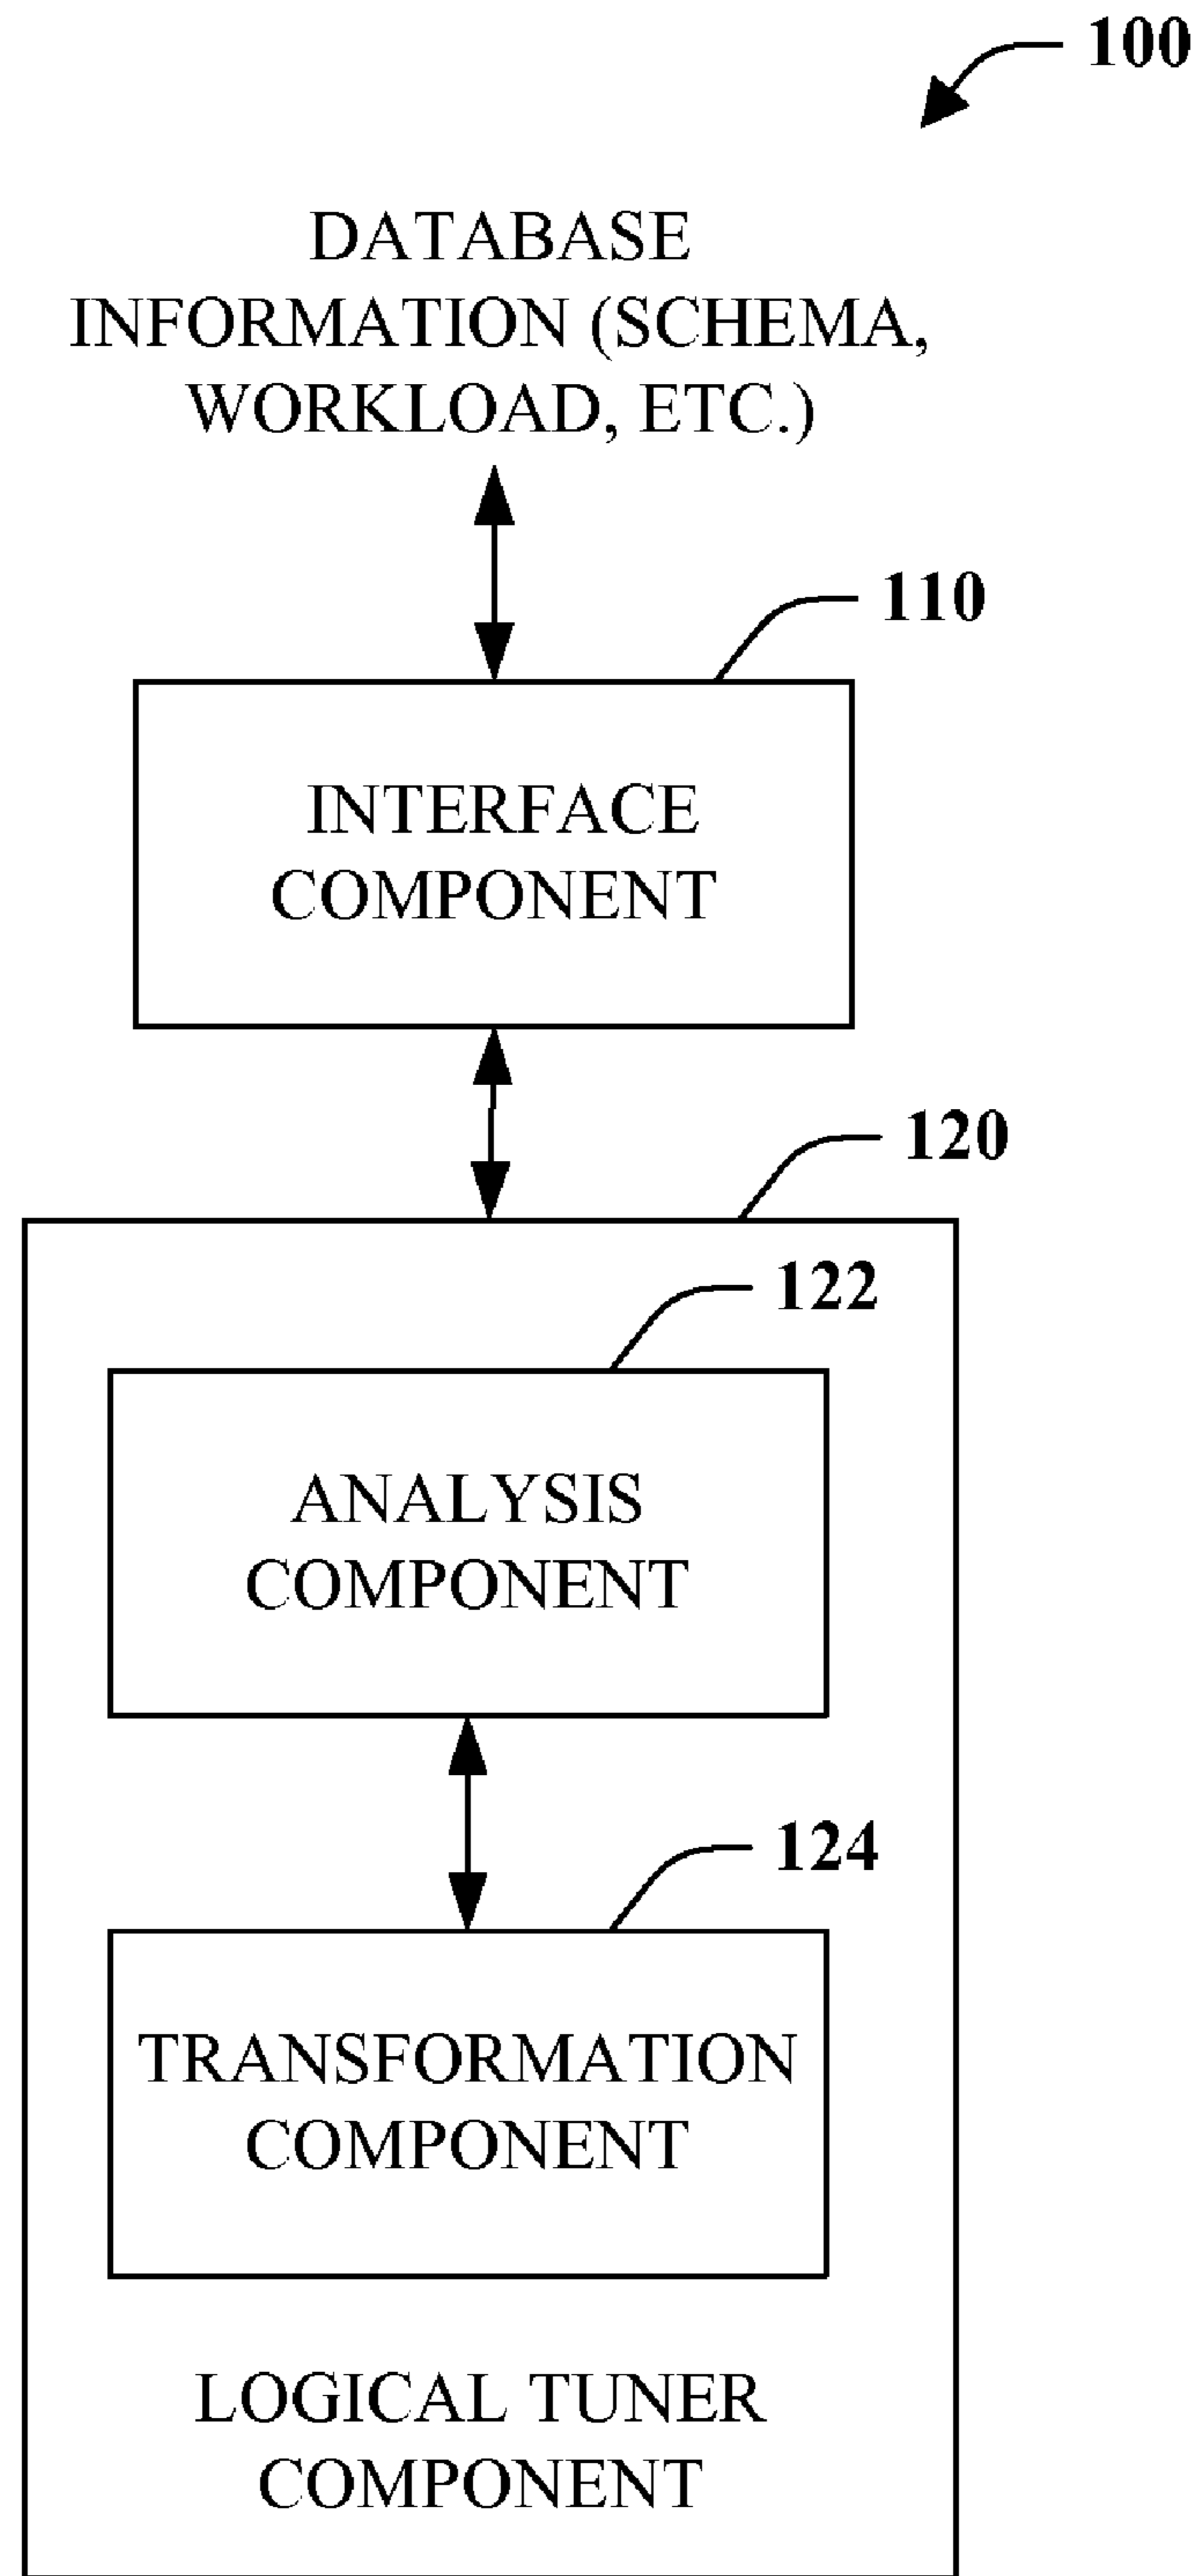 100
DATABASE
INFORMATION (SCHEMA,
WORKLOAD, ETC.)
110
INTERFACE
COMPONENT
120
122
ANALYSIS
COMPONENT
124
TRANSFORMATION
COMPONENT
LOGICAL TUNER
COMPONENT